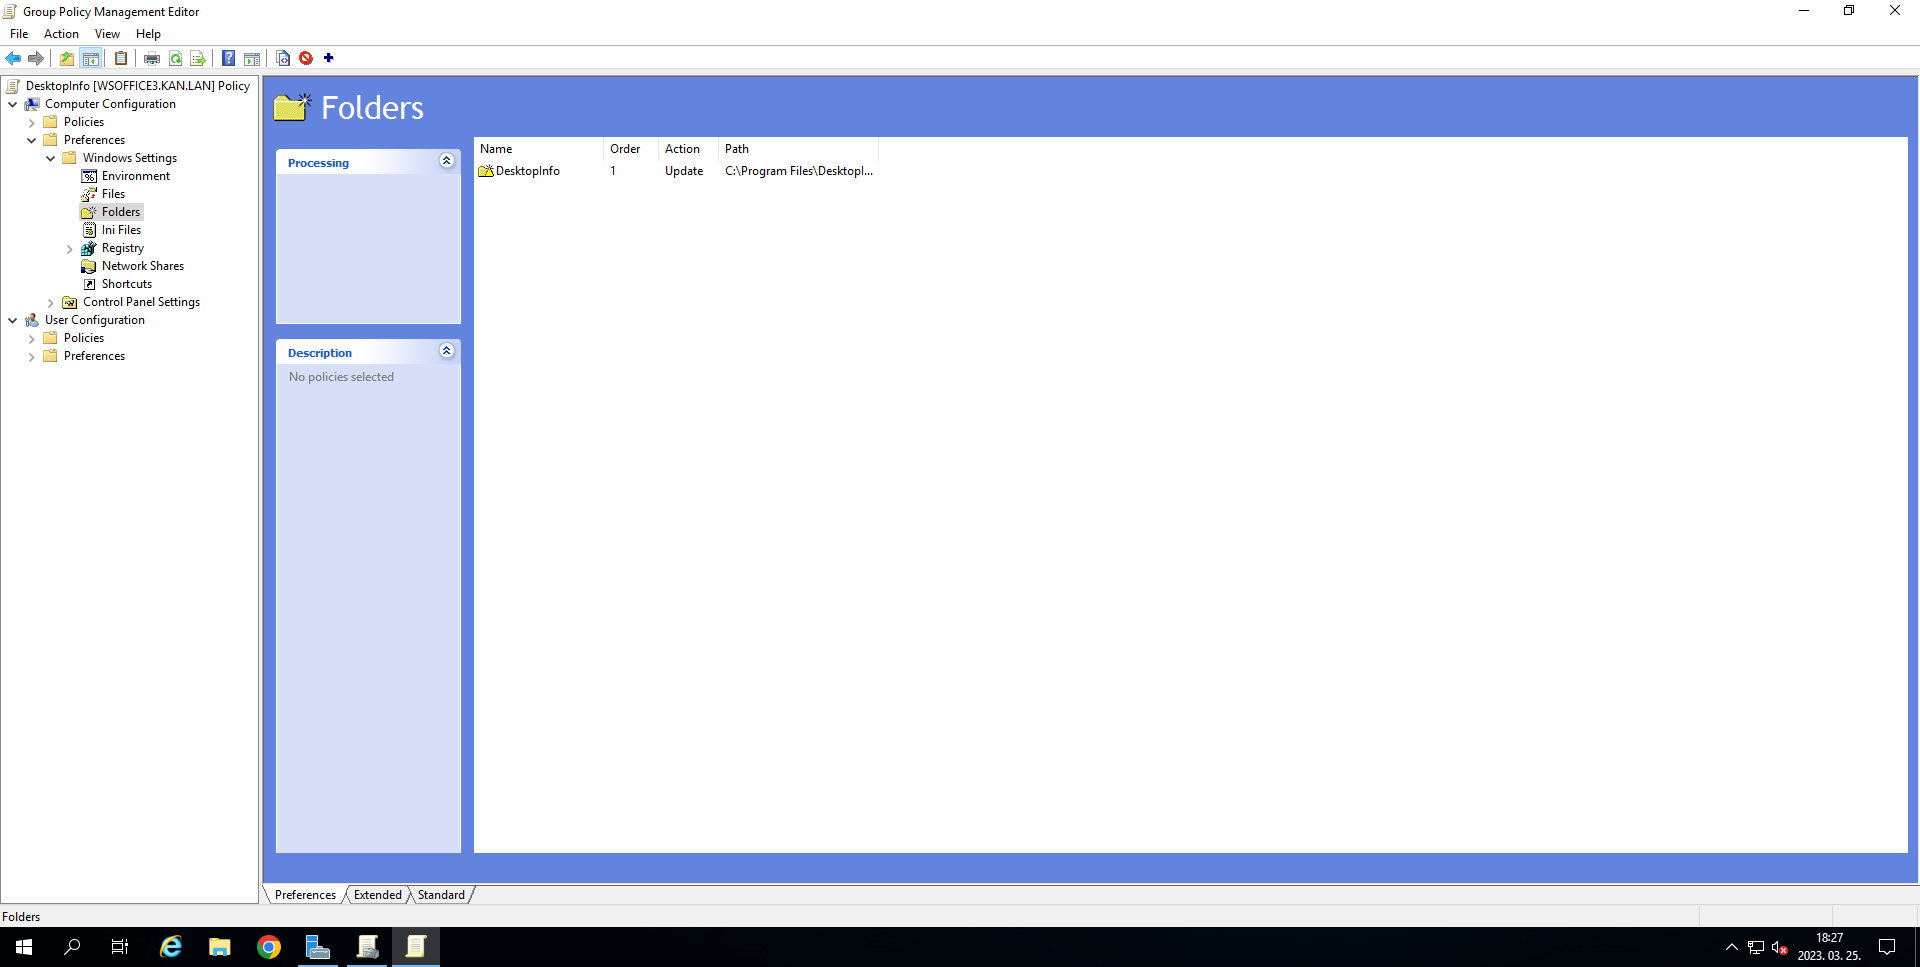 Group Policy Management Editor
File Action View Help
DesktopInfo [WSOFFICE3.KAN.LAN] Policy
Computer Configuration
Policies
Preferences
Windows Settings
Environment
Files
Folders
Ini Files
Registry
Network Shares
Shortcuts
Control Panel Settings
User Configuration
Policies
Preferences
Folders
Processing
Description
No policies selected
Name Order Action Path
DesktopInfo 1 Update C:\Program Files\DesktopI...
Preferences Extended Standard
Folders
18:27
2023. 03. 25.